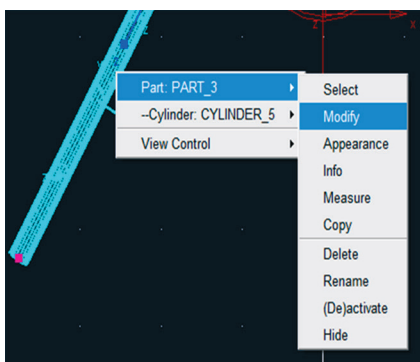 Part: PART_3
--Cylinder: CYLINDER_5
View Control
Select
Modify
Appearance
Info
Measure
Copy
Delete
Rename
(De)activate
Hide
z
x